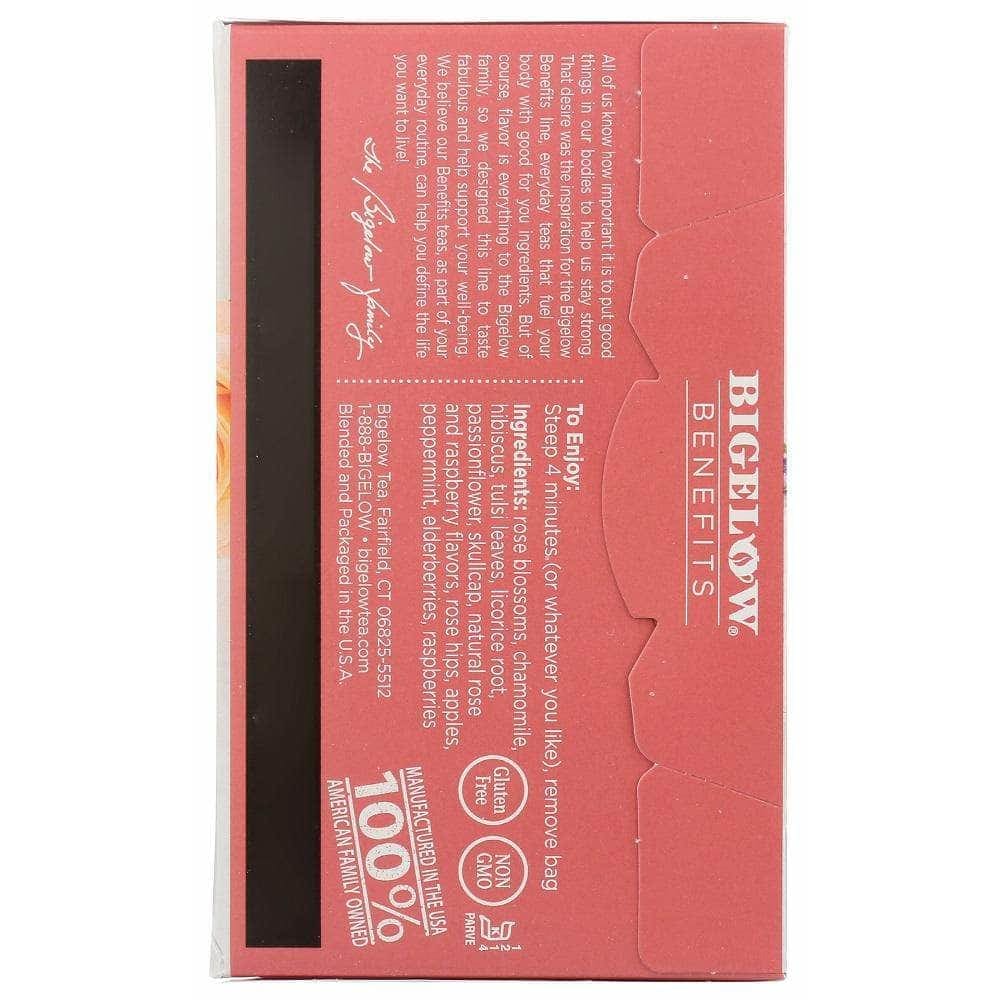 BIGELOW®
BENEFITS
All of us know how important it is to put good
things in our bodies to help us stay strong.
That desire was the inspiration for the Bigelow
Benefits line, everyday teas that fuel your
body with good for you ingredients. But of
course, flavor is everything to the Bigelow
family, so we designed this line to taste
fabulous and help support your well-being.
We believe our Benefits teas, as part of your
everyday routine, can help you define the life
you want to live!
The Bigelow Family
To Enjoy:
Steep 4 minutes, (or whatever you like), remove bag
Ingredients: rose blossoms, chamomile,
hibiscus, tulsi leaves, licorice root,
passionflower, skullcap, natural rose
and raspberry flavors, rose hips, apples,
peppermint, elderberries, raspberries
Bigelow Tea, Fairfield, CT 06825-5512
1-888-BIGELOW • bigelowtea.com
Blended and Packaged in the U.S.A.
Gluten
Free
NON
GMO
K
PARVE
1
2
1
4
MANUFACTURED IN THE USA
100%
AMERICAN FAMILY OWNED